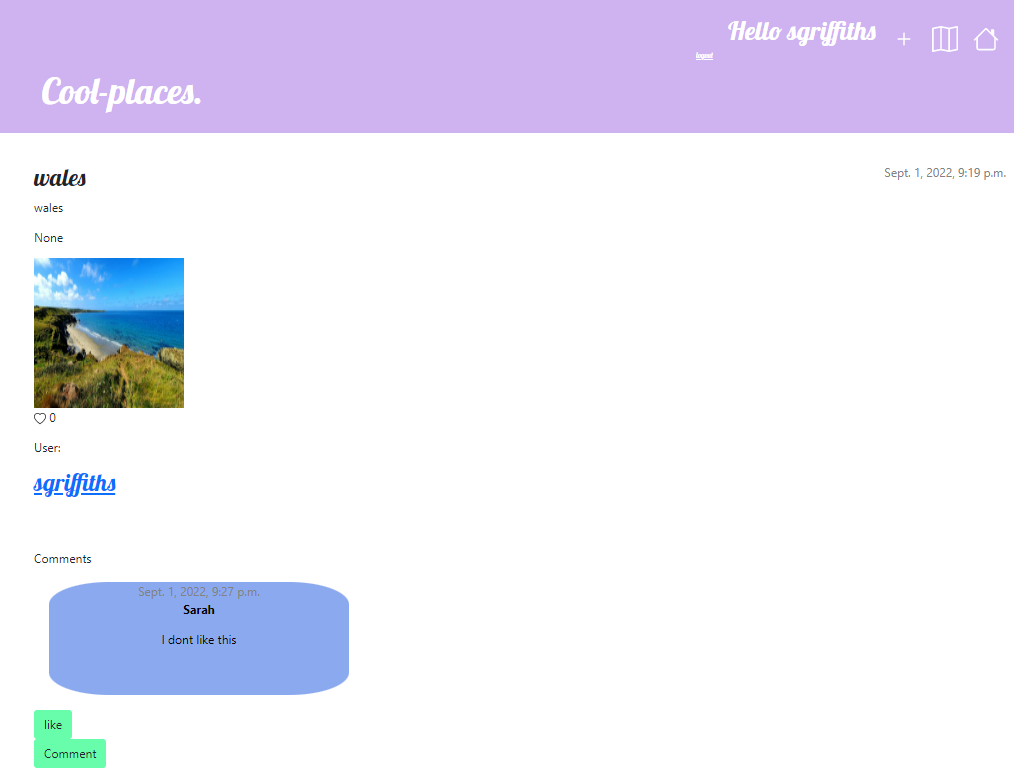 Hello sgriffiths
logout
Cool-places.
wales
Sept. 1, 2022, 9:19 p.m.
wales
None
0
User:
sgriffiths
Comments
Sept. 1, 2022, 9:27 p.m.
Sarah
I dont like this
like
Comment